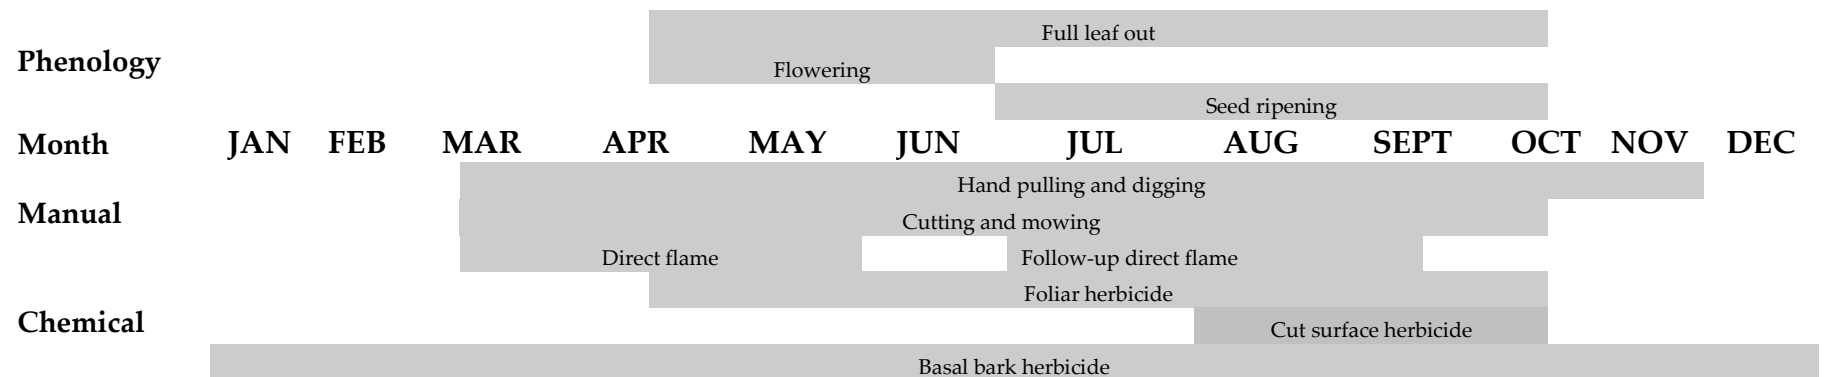 Full leaf out
Phenology
Flowering
Seed ripening
Month JAN FEB MAR APR MAY JUN JUL AUG SEPT OCT NOV DEC
Hand pulling and digging
Manual
Cutting and mowing
Direct flame Follow-up direct flame
Foliar herbicide
Chemical
Cut surface herbicide
Basal bark herbicide